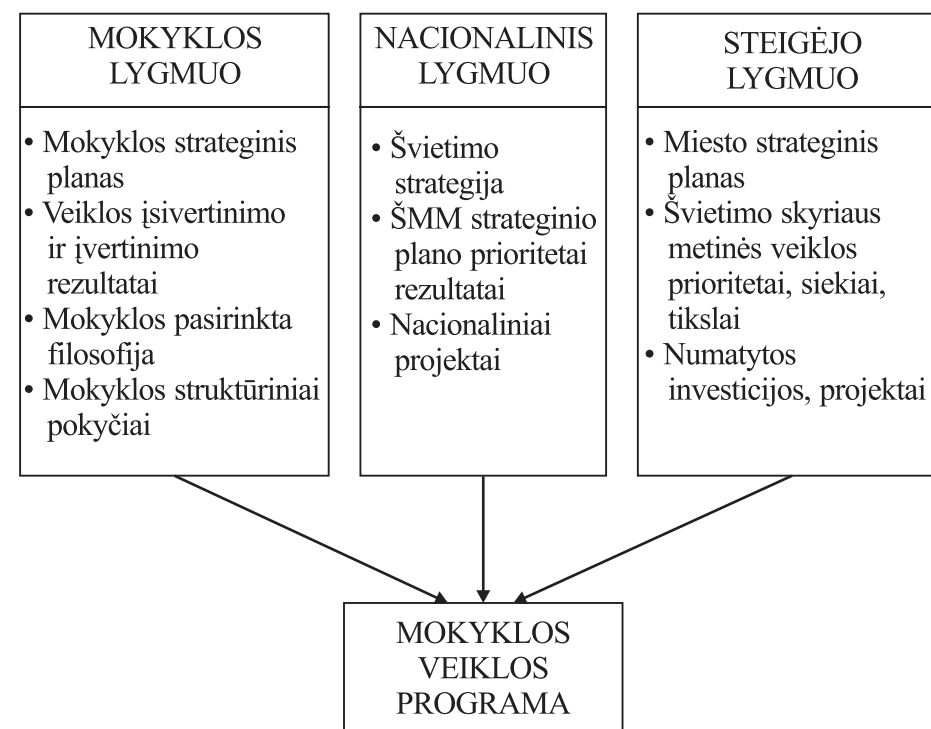 MOKYKLOS
LYGMUO
• Mokyklos strateginis
planas
• Veiklos įsivertinimo
ir įvertinimo
rezultatai
• Mokyklos pasirinkta
filosofija
• Mokyklos struktūriniai
pokyčiai
NACIONALINIS
LYGMUO
• Švietimo
strategija
• ŠMM strateginio
plano prioritetai
rezultatai
• Nacionaliniai
projektai
STEIGĖJO
LYGMUO
• Miesto strateginis
planas
• Švietimo skyriaus
metinės veiklos
prioritetai, siekiai,
tikslai
• Numatytos
investicijos, projektai
MOKYKLOS
VEIKLOS
PROGRAMA